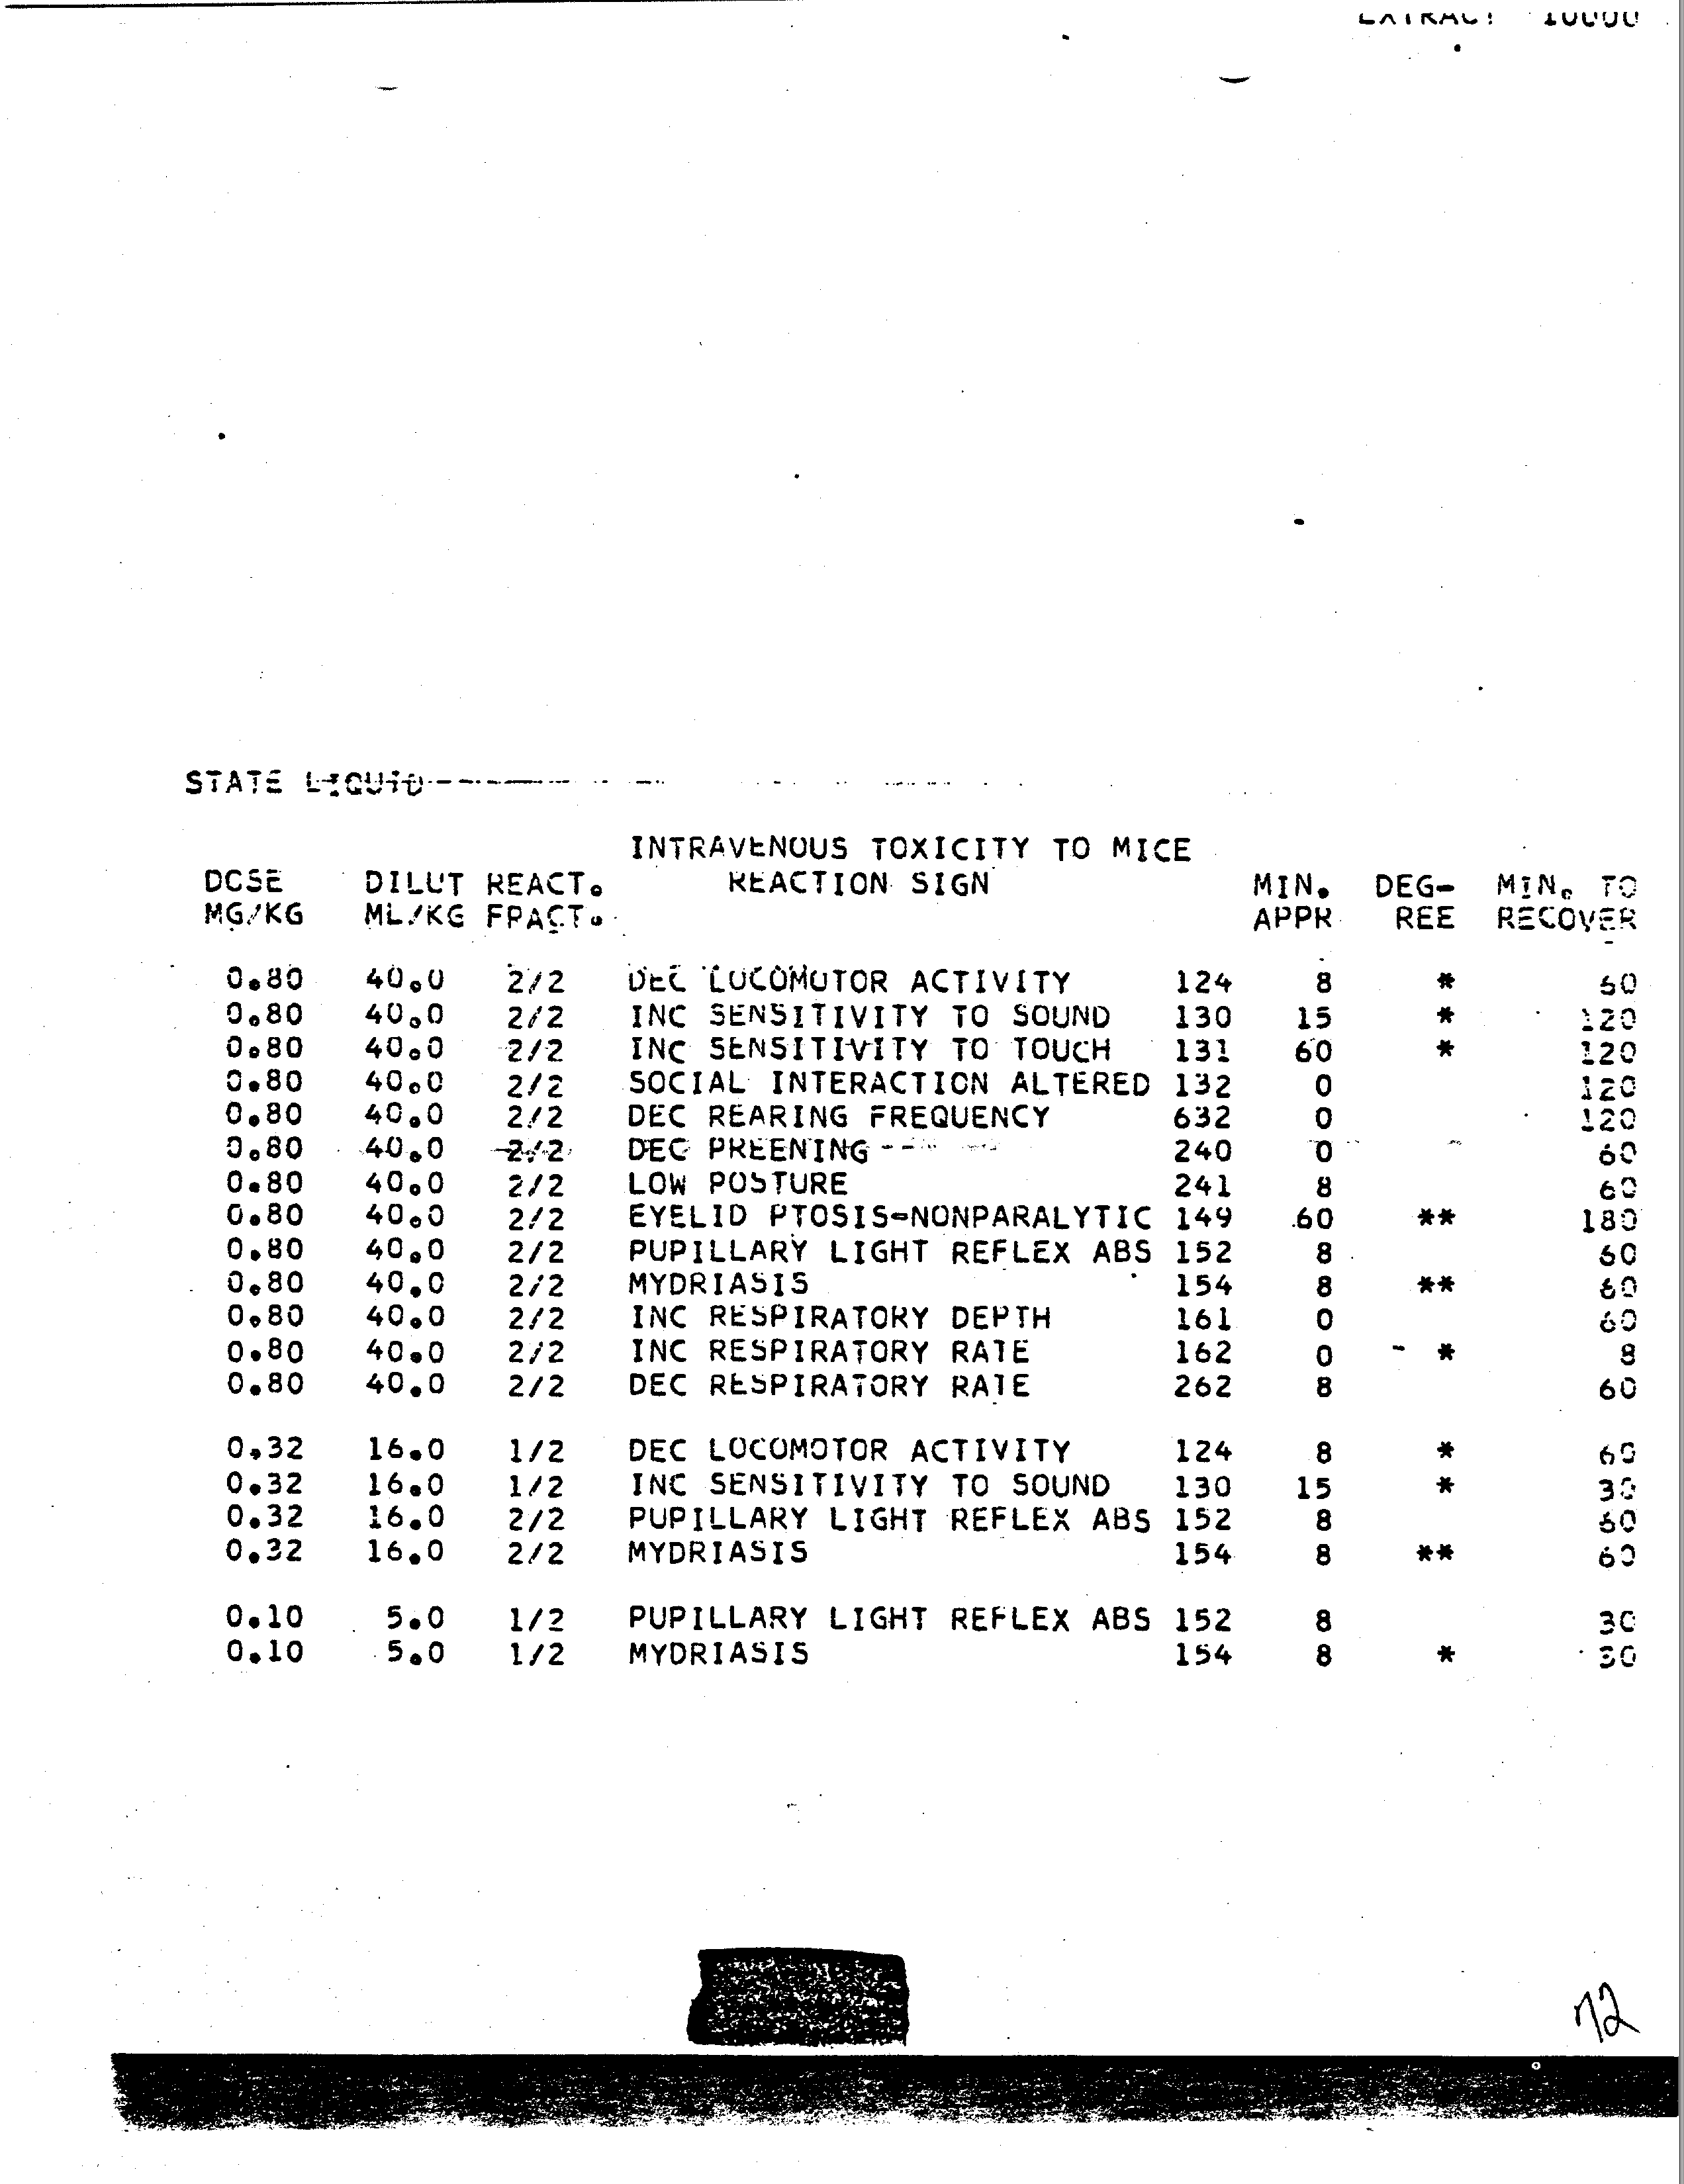 EXTRACT 10000
STATE LIQUID
INTRAVENOUS TOXICITY TO MICE
DOSE DILUT REACT. REACTION SIGN MIN. DEG- MIN. TO
MG/KG ML/KG FRACT. APPR REE RECOVER
0.80 40.0 2/2 DEC LOCOMOTOR ACTIVITY 124 8 * 60
0.80 40.0 2/2 INC SENSITIVITY TO SOUND 130 15 * 120
0.80 40.0 2/2 INC SENSITIVITY TO TOUCH 131 60 * 120
0.80 40.0 2/2 SOCIAL INTERACTION ALTERED 132 0 120
0.80 40.0 2/2 DEC REARING FREQUENCY 632 0 120
0.80 40.0 2/2 DEC PREENING 240 0 60
0.80 40.0 2/2 LOW POSTURE 241 8 60
0.80 40.0 2/2 EYELID PTOSIS-NONPARALYTIC 149 60 ** 180
0.80 40.0 2/2 PUPILLARY LIGHT REFLEX ABS 152 8 60
0.80 40.0 2/2 MYDRIASIS 154 8 ** 60
0.80 40.0 2/2 INC RESPIRATORY DEPTH 161 0 60
0.80 40.0 2/2 INC RESPIRATORY RATE 162 0 * 8
0.80 40.0 2/2 DEC RESPIRATORY RATE 262 8 60
0.32 16.0 1/2 DEC LOCOMOTOR ACTIVITY 124 8 * 60
0.32 16.0 1/2 INC SENSITIVITY TO SOUND 130 15 * 30
0.32 16.0 2/2 PUPILLARY LIGHT REFLEX ABS 152 8 60
0.32 16.0 2/2 MYDRIASIS 154 8 ** 60
0.10 5.0 1/2 PUPILLARY LIGHT REFLEX ABS 152 8 30
0.10 5.0 1/2 MYDRIASIS 154 8 * 30
72